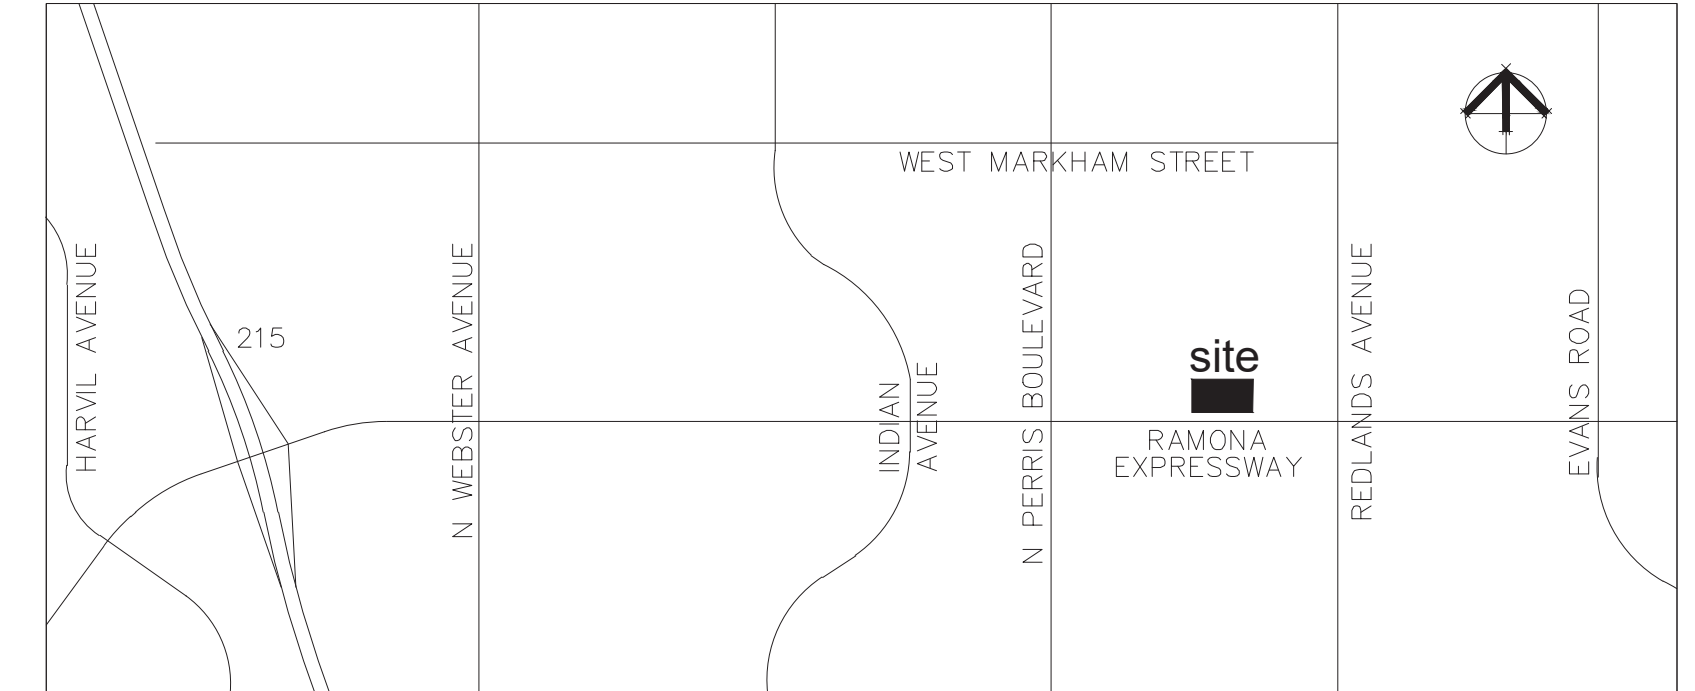 WEST MARKHAM STREET
HARVIL AVENUE
215
N WEBSTER AVENUE
INDIAN
AVENUE
N PERRIS BOULEVARD
site
RAMONA
EXPRESSWAY
REDLANDS AVENUE
EVANS ROAD